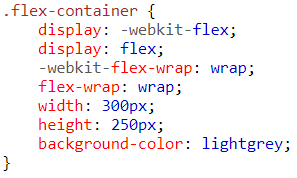 .flex-container {
    display: -webkit-flex;
    display: flex;
    -webkit-flex-wrap: wrap;
    flex-wrap: wrap;
    width: 300px;
    height: 250px;
    background-color: lightgrey;
}